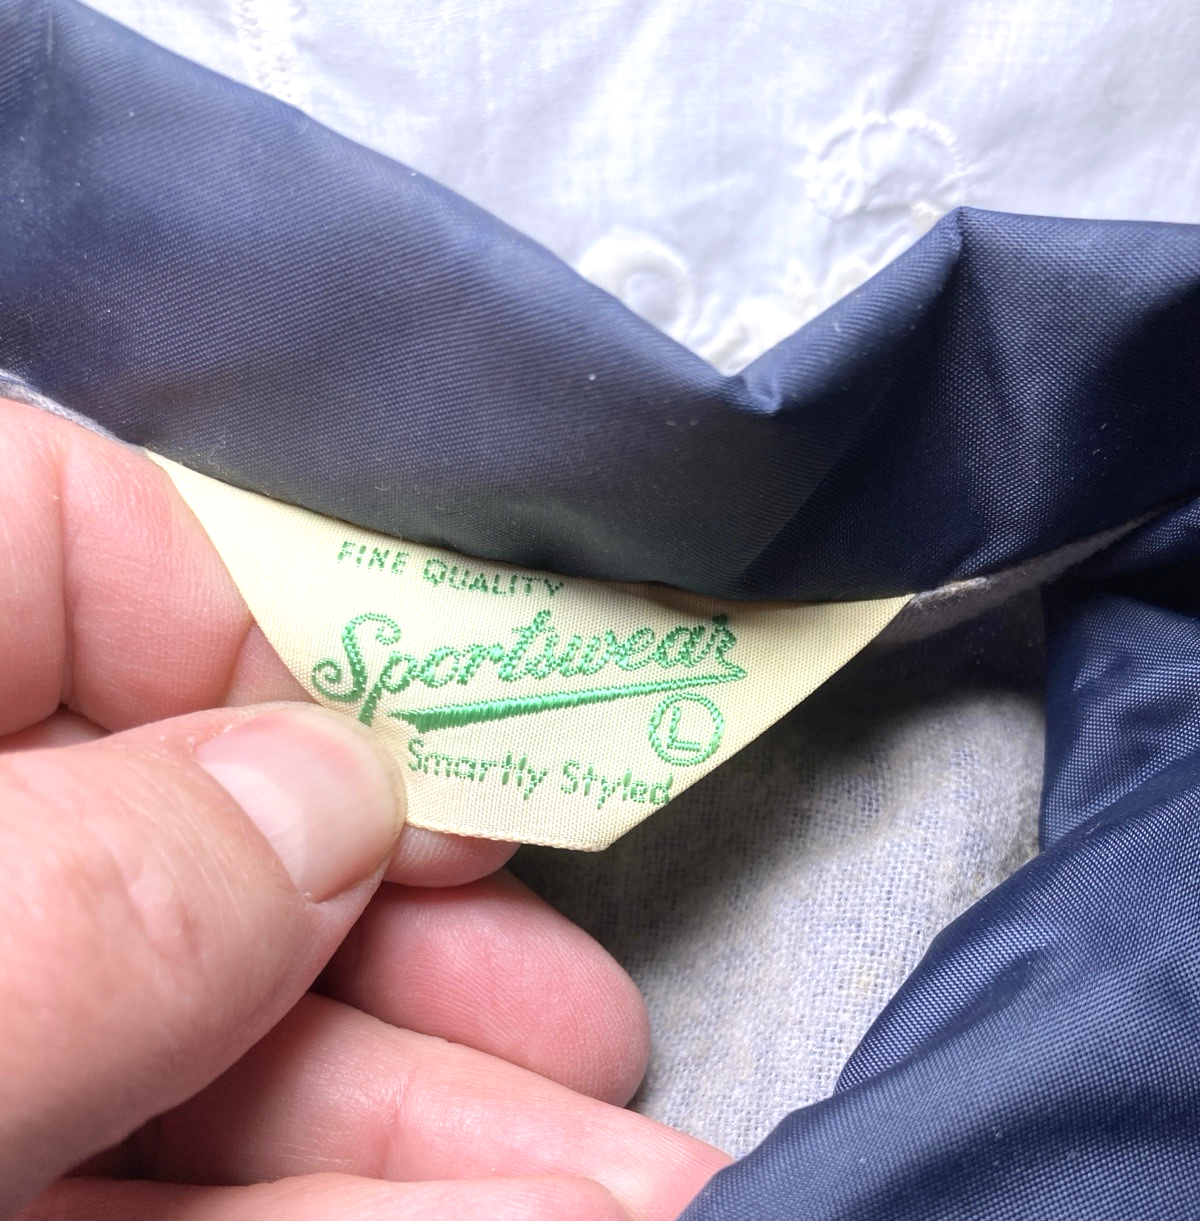 FINE QUALITY
Sportswear
L
Smartly Styled